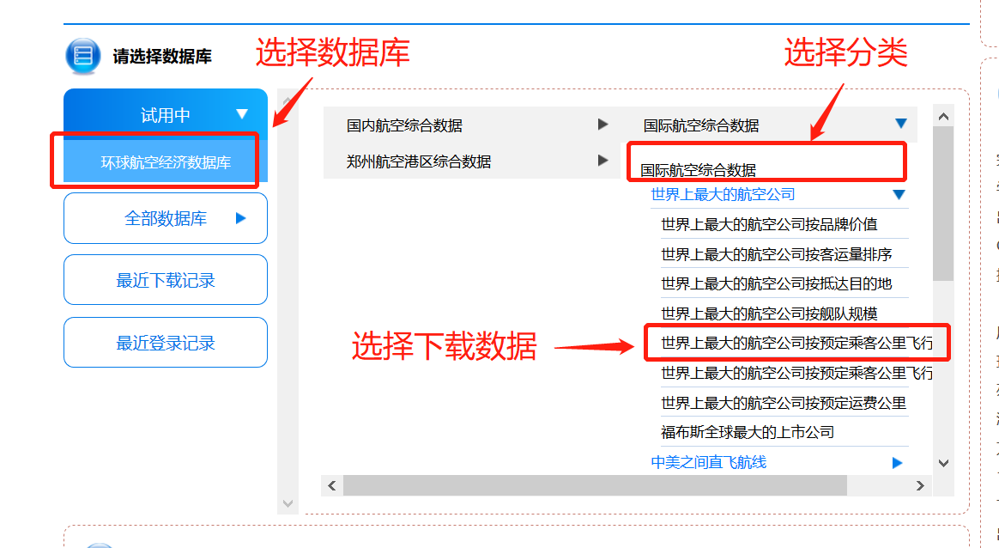 请选择数据库
选择数据库
选择分类
试用中
环球航空经济数据库
全部数据库
最近下载记录
最近登录记录
国内航空综合数据
郑州航空港区综合数据
国际航空综合数据
国际航空综合数据
世界上最大的航空公司
世界上最大的航空公司按品牌价值
世界上最大的航空公司按客运量排序
世界上最大的航空公司按抵达目的地
世界上最大的航空公司按舰队规模
选择下载数据
世界上最大的航空公司按预定乘客公里飞行
世界上最大的航空公司按预定乘客公里飞行
世界上最大的航空公司按预定运费公里
福布斯全球最大的上市公司
中美之间直飞航线